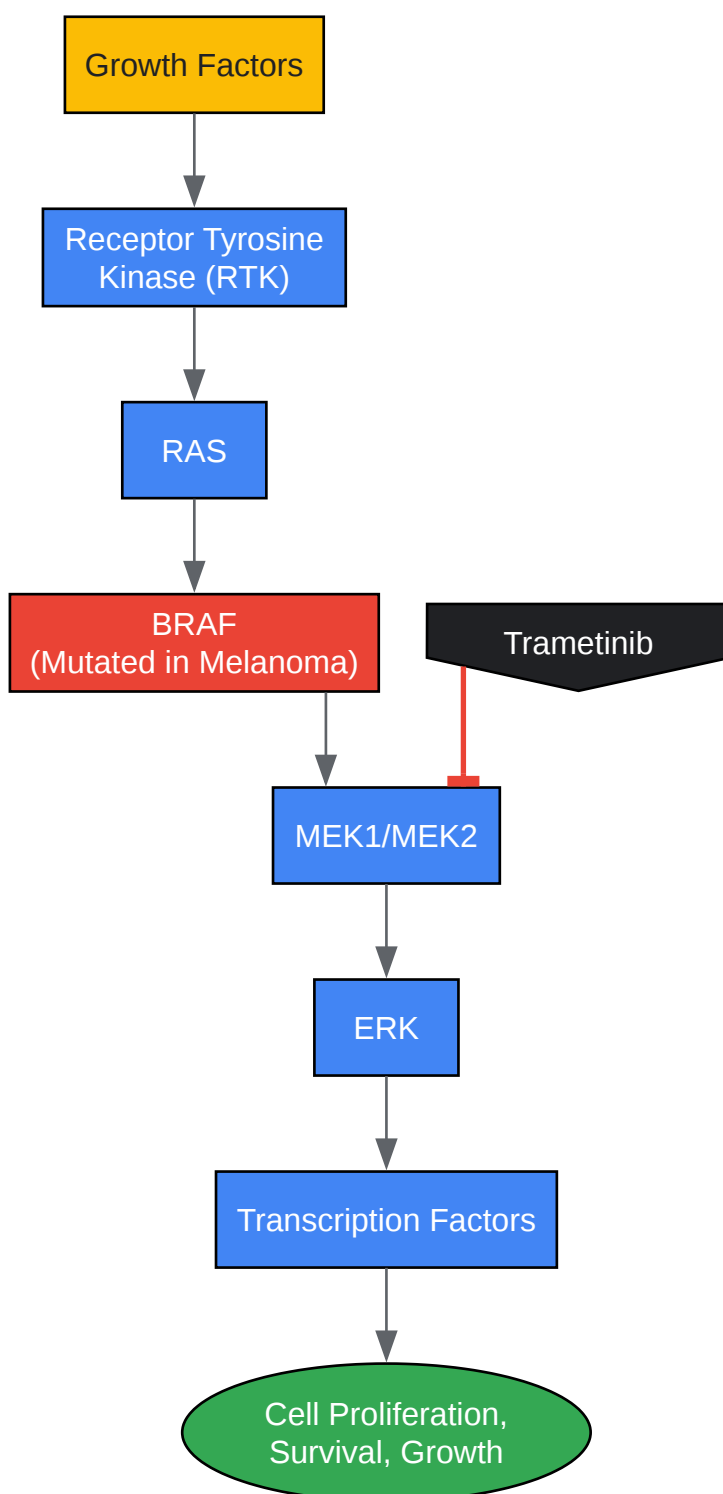 Growth Factors
Receptor Tyrosine
Kinase (RTK)
RAS
BRAF
(Mutated in Melanoma)
Trametinib
MEK1/MEK2
ERK
Transcription Factors
Cell Proliferation,
Survival, Growth